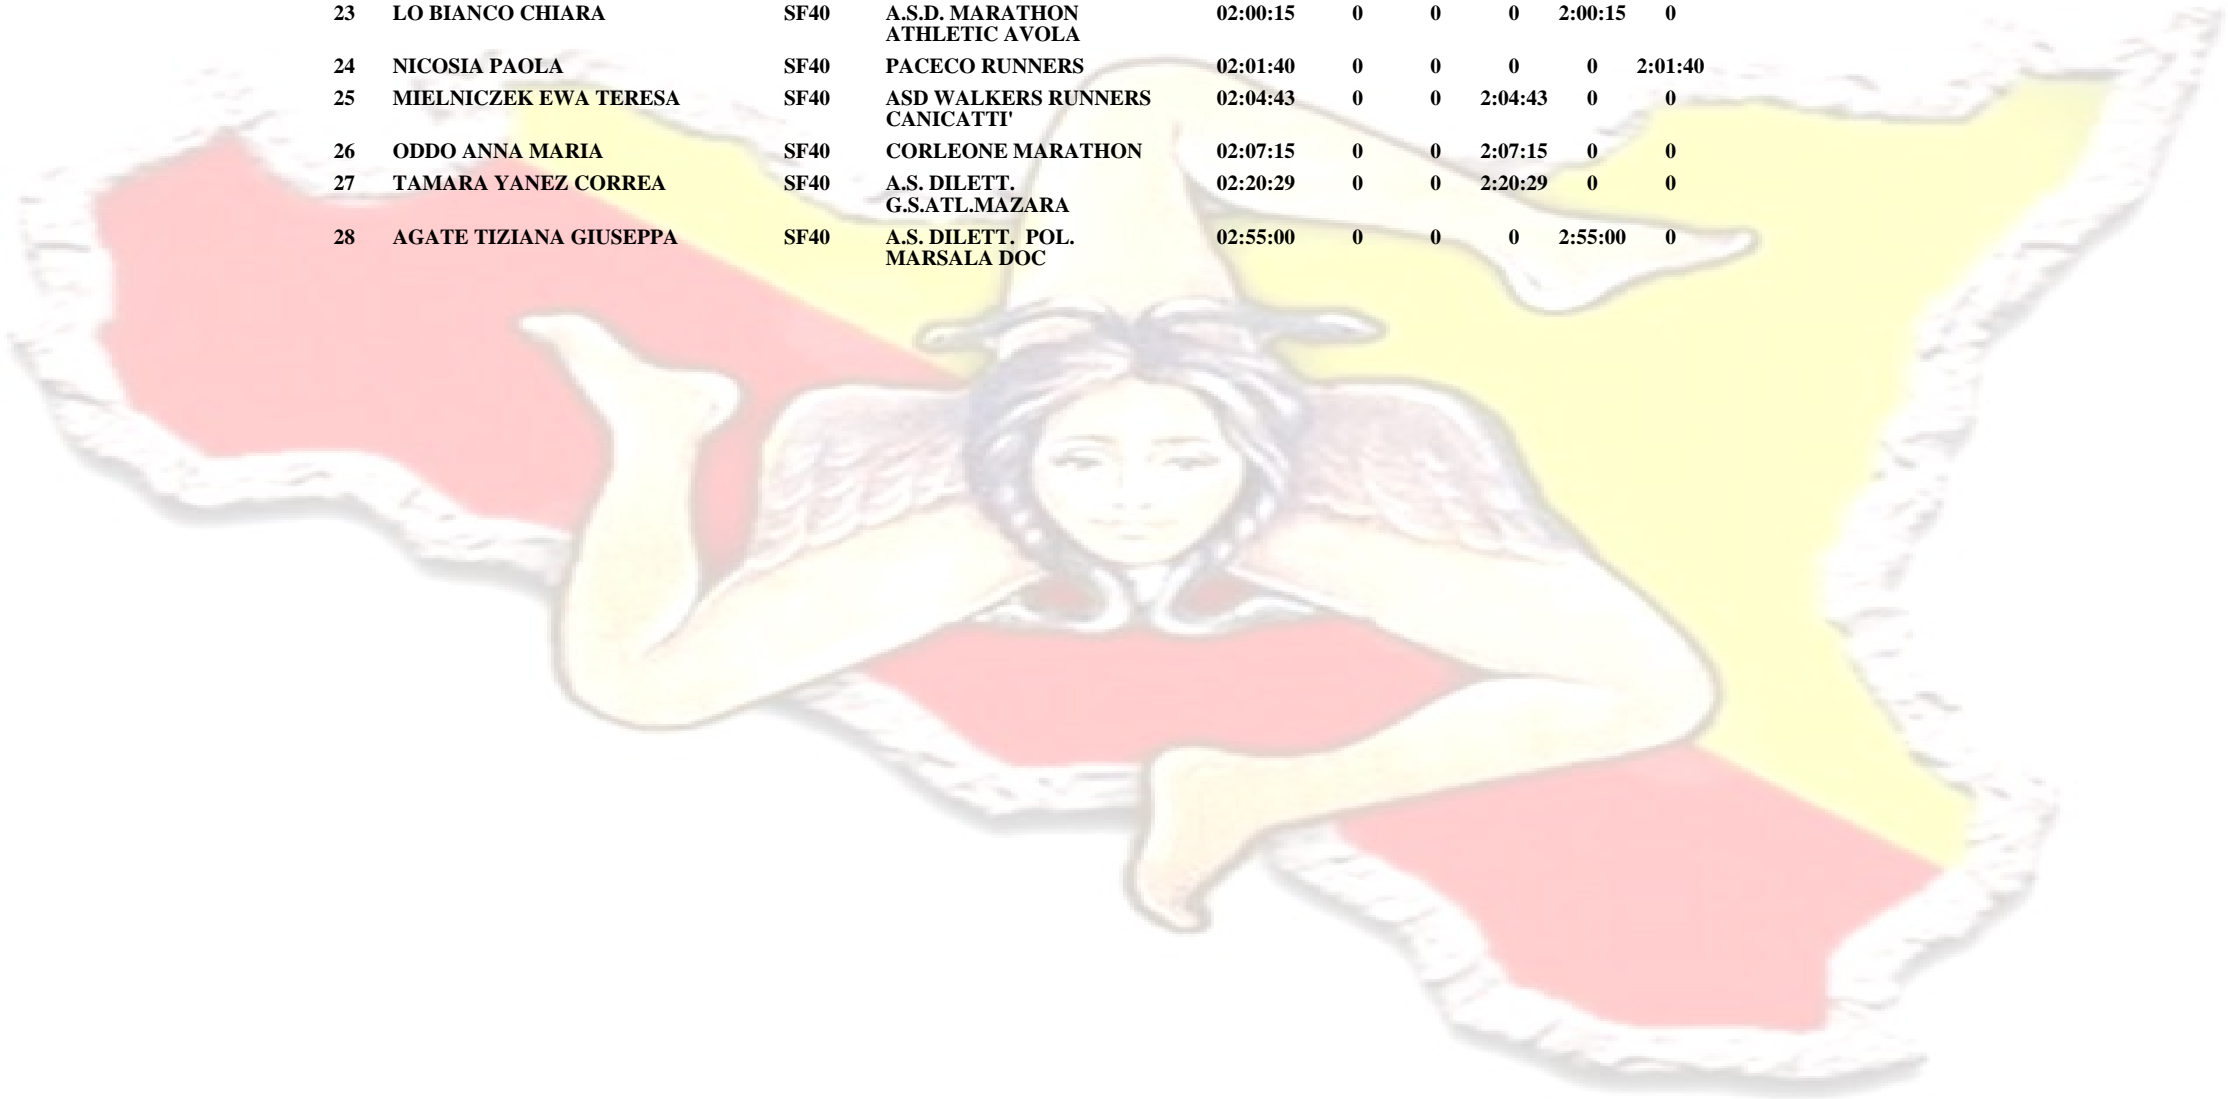 23 LO BIANCO CHIARA SF40 A.S.D. MARATHON 02:00:15 0 0 0 2:00:15 0
ATHLETIC AVOLA
24 NICOSIA PAOLA SF40 PACECO RUNNERS 02:01:40 0 0 0 0 2:01:40
25 MIELNICZEK EWA TERESA SF40 ASD WALKERS RUNNERS 02:04:43 0 0 2:04:43 0 0
CANICATTI'
26 ODDO ANNA MARIA SF40 CORLEONE MARATHON 02:07:15 0 0 2:07:15 0 0
27 TAMARA YANEZ CORREA SF40 A.S. DILETT. 02:20:29 0 0 2:20:29 0 0
G.S.ATL.MAZARA
28 AGATE TIZIANA GIUSEPPA SF40 A.S. DILETT. POL. 02:55:00 0 0 0 2:55:00 0
MARSALA DOC